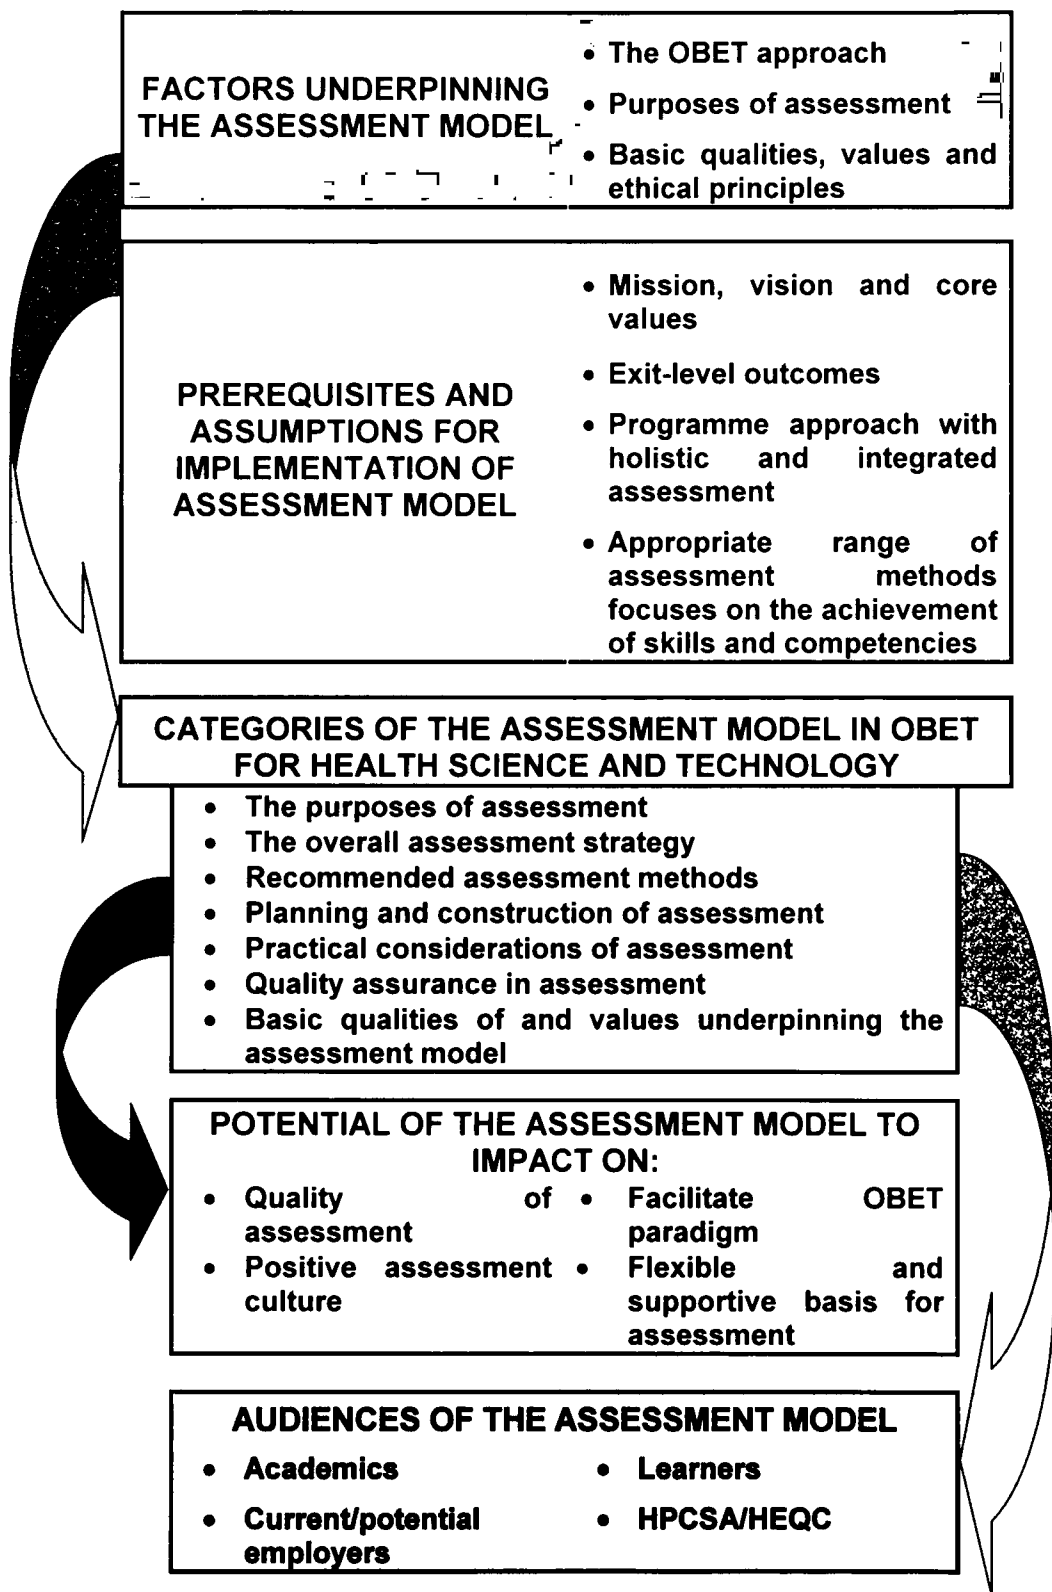 FACTORS UNDERPINNING
THE ASSESSMENT MODEL
• The OBET approach
• Purposes of assessment
• Basic qualities, values and
ethical principles
PREREQUISITES AND
ASSUMPTIONS FOR
IMPLEMENTATION OF
ASSESSMENT MODEL
• Mission, vision and core
values
• Exit-level outcomes
• Programme approach with
holistic and integrated
assessment
• Appropriate range of
assessment methods
focuses on the achievement
of skills and competencies
CATEGORIES OF THE ASSESSMENT MODEL IN OBET
FOR HEALTH SCIENCE AND TECHNOLOGY
• The purposes of assessment
• The overall assessment strategy
• Recommended assessment methods
• Planning and construction of assessment
• Practical considerations of assessment
• Quality assurance in assessment
• Basic qualities of and values underpinning the
assessment model
POTENTIAL OF THE ASSESSMENT MODEL TO
IMPACT ON:
• Quality of
assessment
• Positive assessment
culture
• Facilitate OBET
paradigm
• Flexible and
supportive basis for
assessment
AUDIENCES OF THE ASSESSMENT MODEL
• Academics
• Current/potential
employers
• Learners
• HPCSA/HEQC